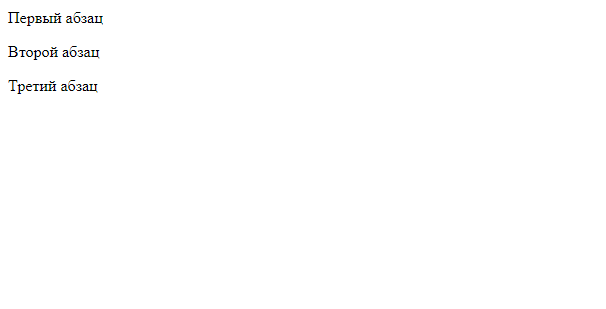 Первый абзац
Второй абзац
Третий абзац